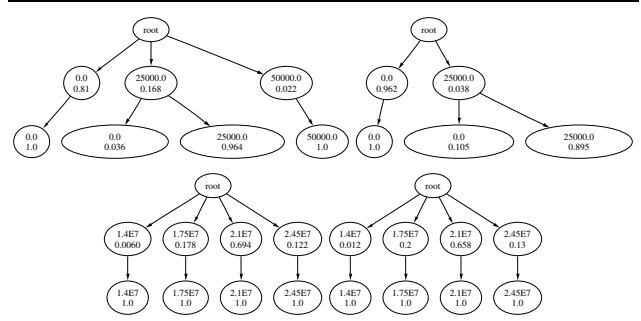 root
0.0
0.81
25000.0
0.168
50000.0
0.022
0.0
1.0
0.0
0.036
25000.0
0.964
50000.0
1.0
root
0.0
0.962
25000.0
0.038
0.0
1.0
0.0
0.105
25000.0
0.895
root
1.4E7
0.0060
1.75E7
0.178
2.1E7
0.694
2.45E7
0.122
1.4E7
1.0
1.75E7
1.0
2.1E7
1.0
2.45E7
1.0
root
1.4E7
0.012
1.75E7
0.2
2.1E7
0.658
2.45E7
0.13
1.4E7
1.0
1.75E7
1.0
2.1E7
1.0
2.45E7
1.0